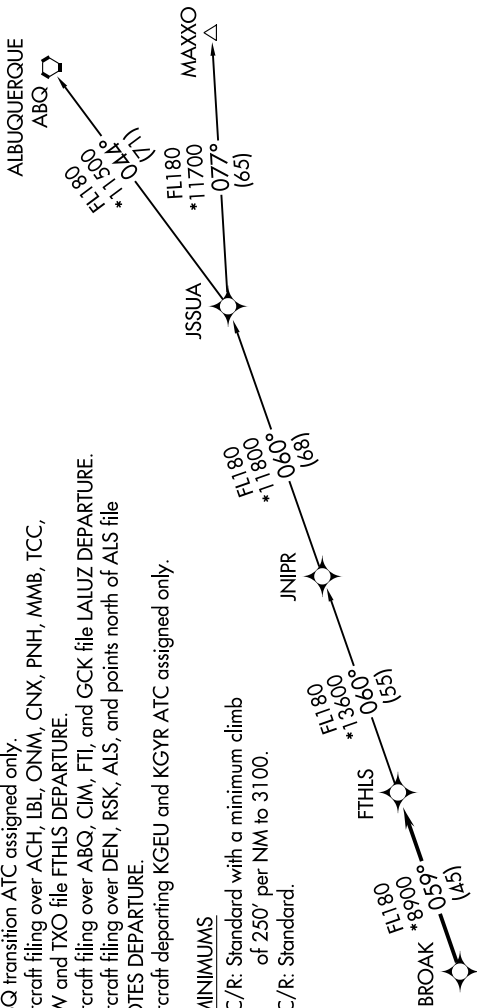 Q transition ATC assigned only.
rcraft filing over ACH, LBL, ONM, CNX, PNH, MMB, TCC,
W and TXO file FTHLS DEPARTURE.
rcraft filing over ABQ, CIM, FTI, and GCK file LALUZ DEPARTURE.
rcraft filing over DEN, RSK, ALS, and points north of ALS file
OTES DEPARTURE.
rcraft departing KGEU and KGYR ATC assigned only.
MINIMUMS
C/R: Standard with a minimum climb
of 250' per NM to 3100.
C/R: Standard.
BROAK
FL180
*8900
059°
(45)
FTHLS
FL180
*13600
060°
(55)
JNIPR
FL180
*11800
060°
(68)
JSSUA
FL180
*11500
044°
(71)
ALBUQUERQUE
ABQ
FL180
*11700
077°
(65)
MAXXO